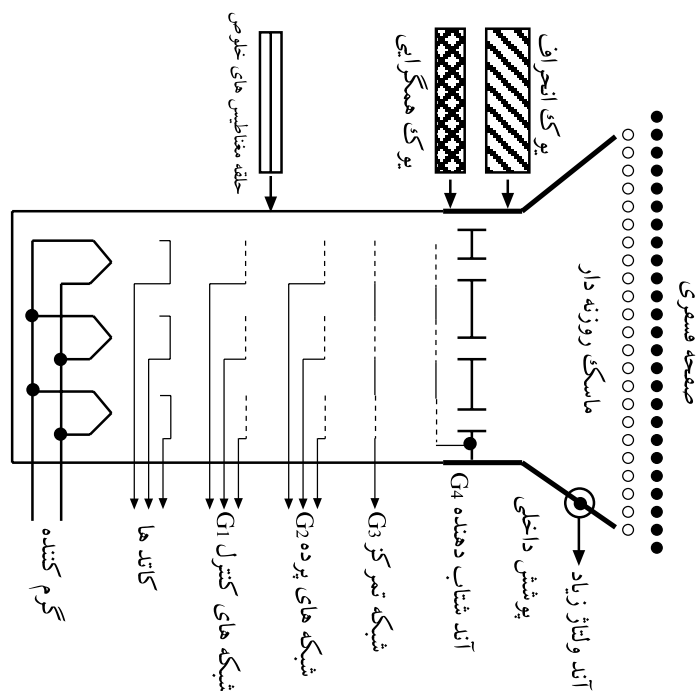 حلقه مغناطیس های خلوص
یوک همگرایی
یوک انحراف
صفحه فسفری
ماسک روزنه دار
گرم کننده
کاتد ها
شبکه های کنترل G1
شبکه های پرده G2
شبکه تمرکز G3
آند شتاب دهنده G4
پوشش داخلی
آند ولتاژ زیاد